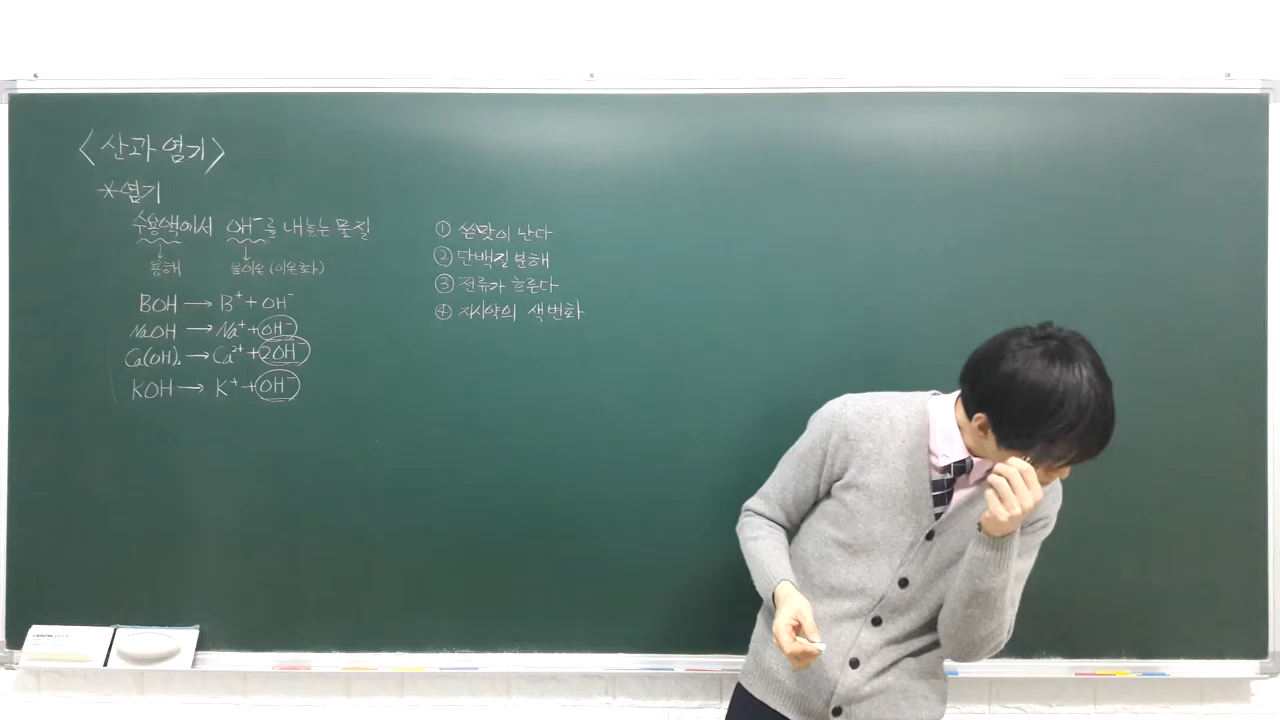 <산과 염기>
*염기
수용액에서 OH⁻를 내놓는 물질
용해 물이온(이온화)
BOH → B⁺ + OH⁻
NaOH → Na⁺ + OH⁻
Ca(OH)₂ → Ca²⁺ + 2OH⁻
KOH → K⁺ + OH⁻
① 쓴맛이 난다
② 단백질 분해
③ 전류가 흐른다
④ 지시약의 색 변화